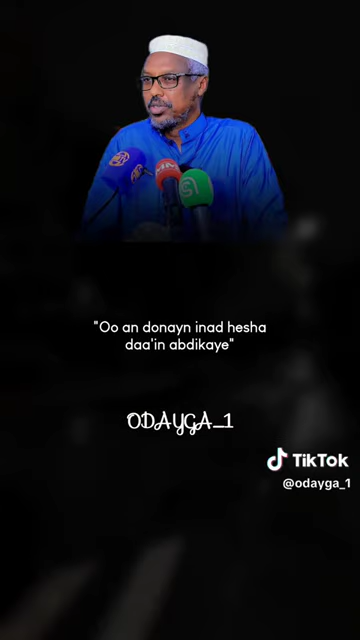 "Oo an donayn inad hesha
daa'in abdikaye"
ODAYGA_1
TikTok
@odayga_1